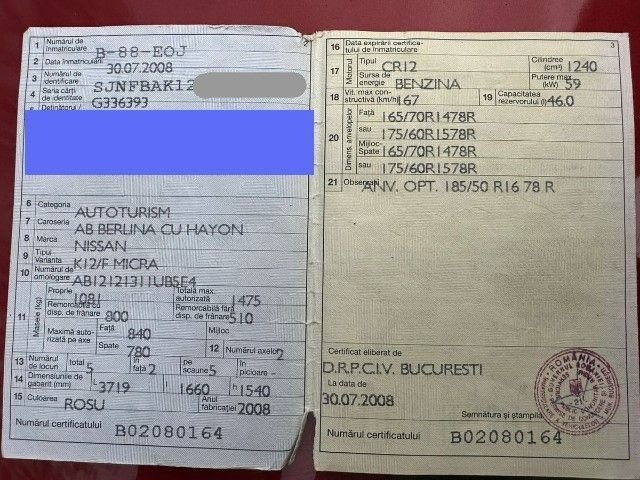 1 Numărul de înmatriculare B-88-EOJ
2 Data înmatriculării 30.07.2008
3 Numărul de identificare SJNFBAK12
4 Seria cărţii de identitate G336393
6 Categoria AUTOTURISM
7 Caroseria AB BERLINA CU HAYON
8 Marca NISSAN
9 Tipul Varianta K12/F MICRA
10 Numărul de omologare AB12121311UB5E4
11 Masele (kg)
Proprie 1081 Totală max. autorizată 1475
Remorcabilă cu disp. de frânare 800 Remorcabilă fără disp. de frânare 510
Maximă autorizată pe axe Faţă 840 Mijloc
Spate 780 12 Numărul axelor 2
13 Numărul de locuri total 5 în faţă 2 pe scaune 5 în picioare –
14 Dimensiunile de gabarit (mm) L 3719 l 1660 h 1540
15 Culoarea ROSU Anul fabricaţiei 2008
Numărul certificatului B02080164
3
16 Data expirării certificatului de înmatriculare
17 Motorul Tipul CR12 Cilindree (cm³) 1240
Sursa de energie BENZINA Putere max (kW) 59
18 Vit. max constructivă (km/h) 167 19 Capacitatea rezervorului (l) 46.0
20 Dimens. anvelopelor
Faţă 165/70R1478R
sau 175/60R1578R
Mijloc- Spate 165/70R1478R
sau 175/60R1578R
21 Observaţii ANV. OPT. 185/50 R16 78 R
Certificat eliberat de
D.R.P.C.I.V. BUCURESTI
La data de
30.07.2008
Semnătura şi ştampila
ROMÂNIA
Numărul certificatului B02080164